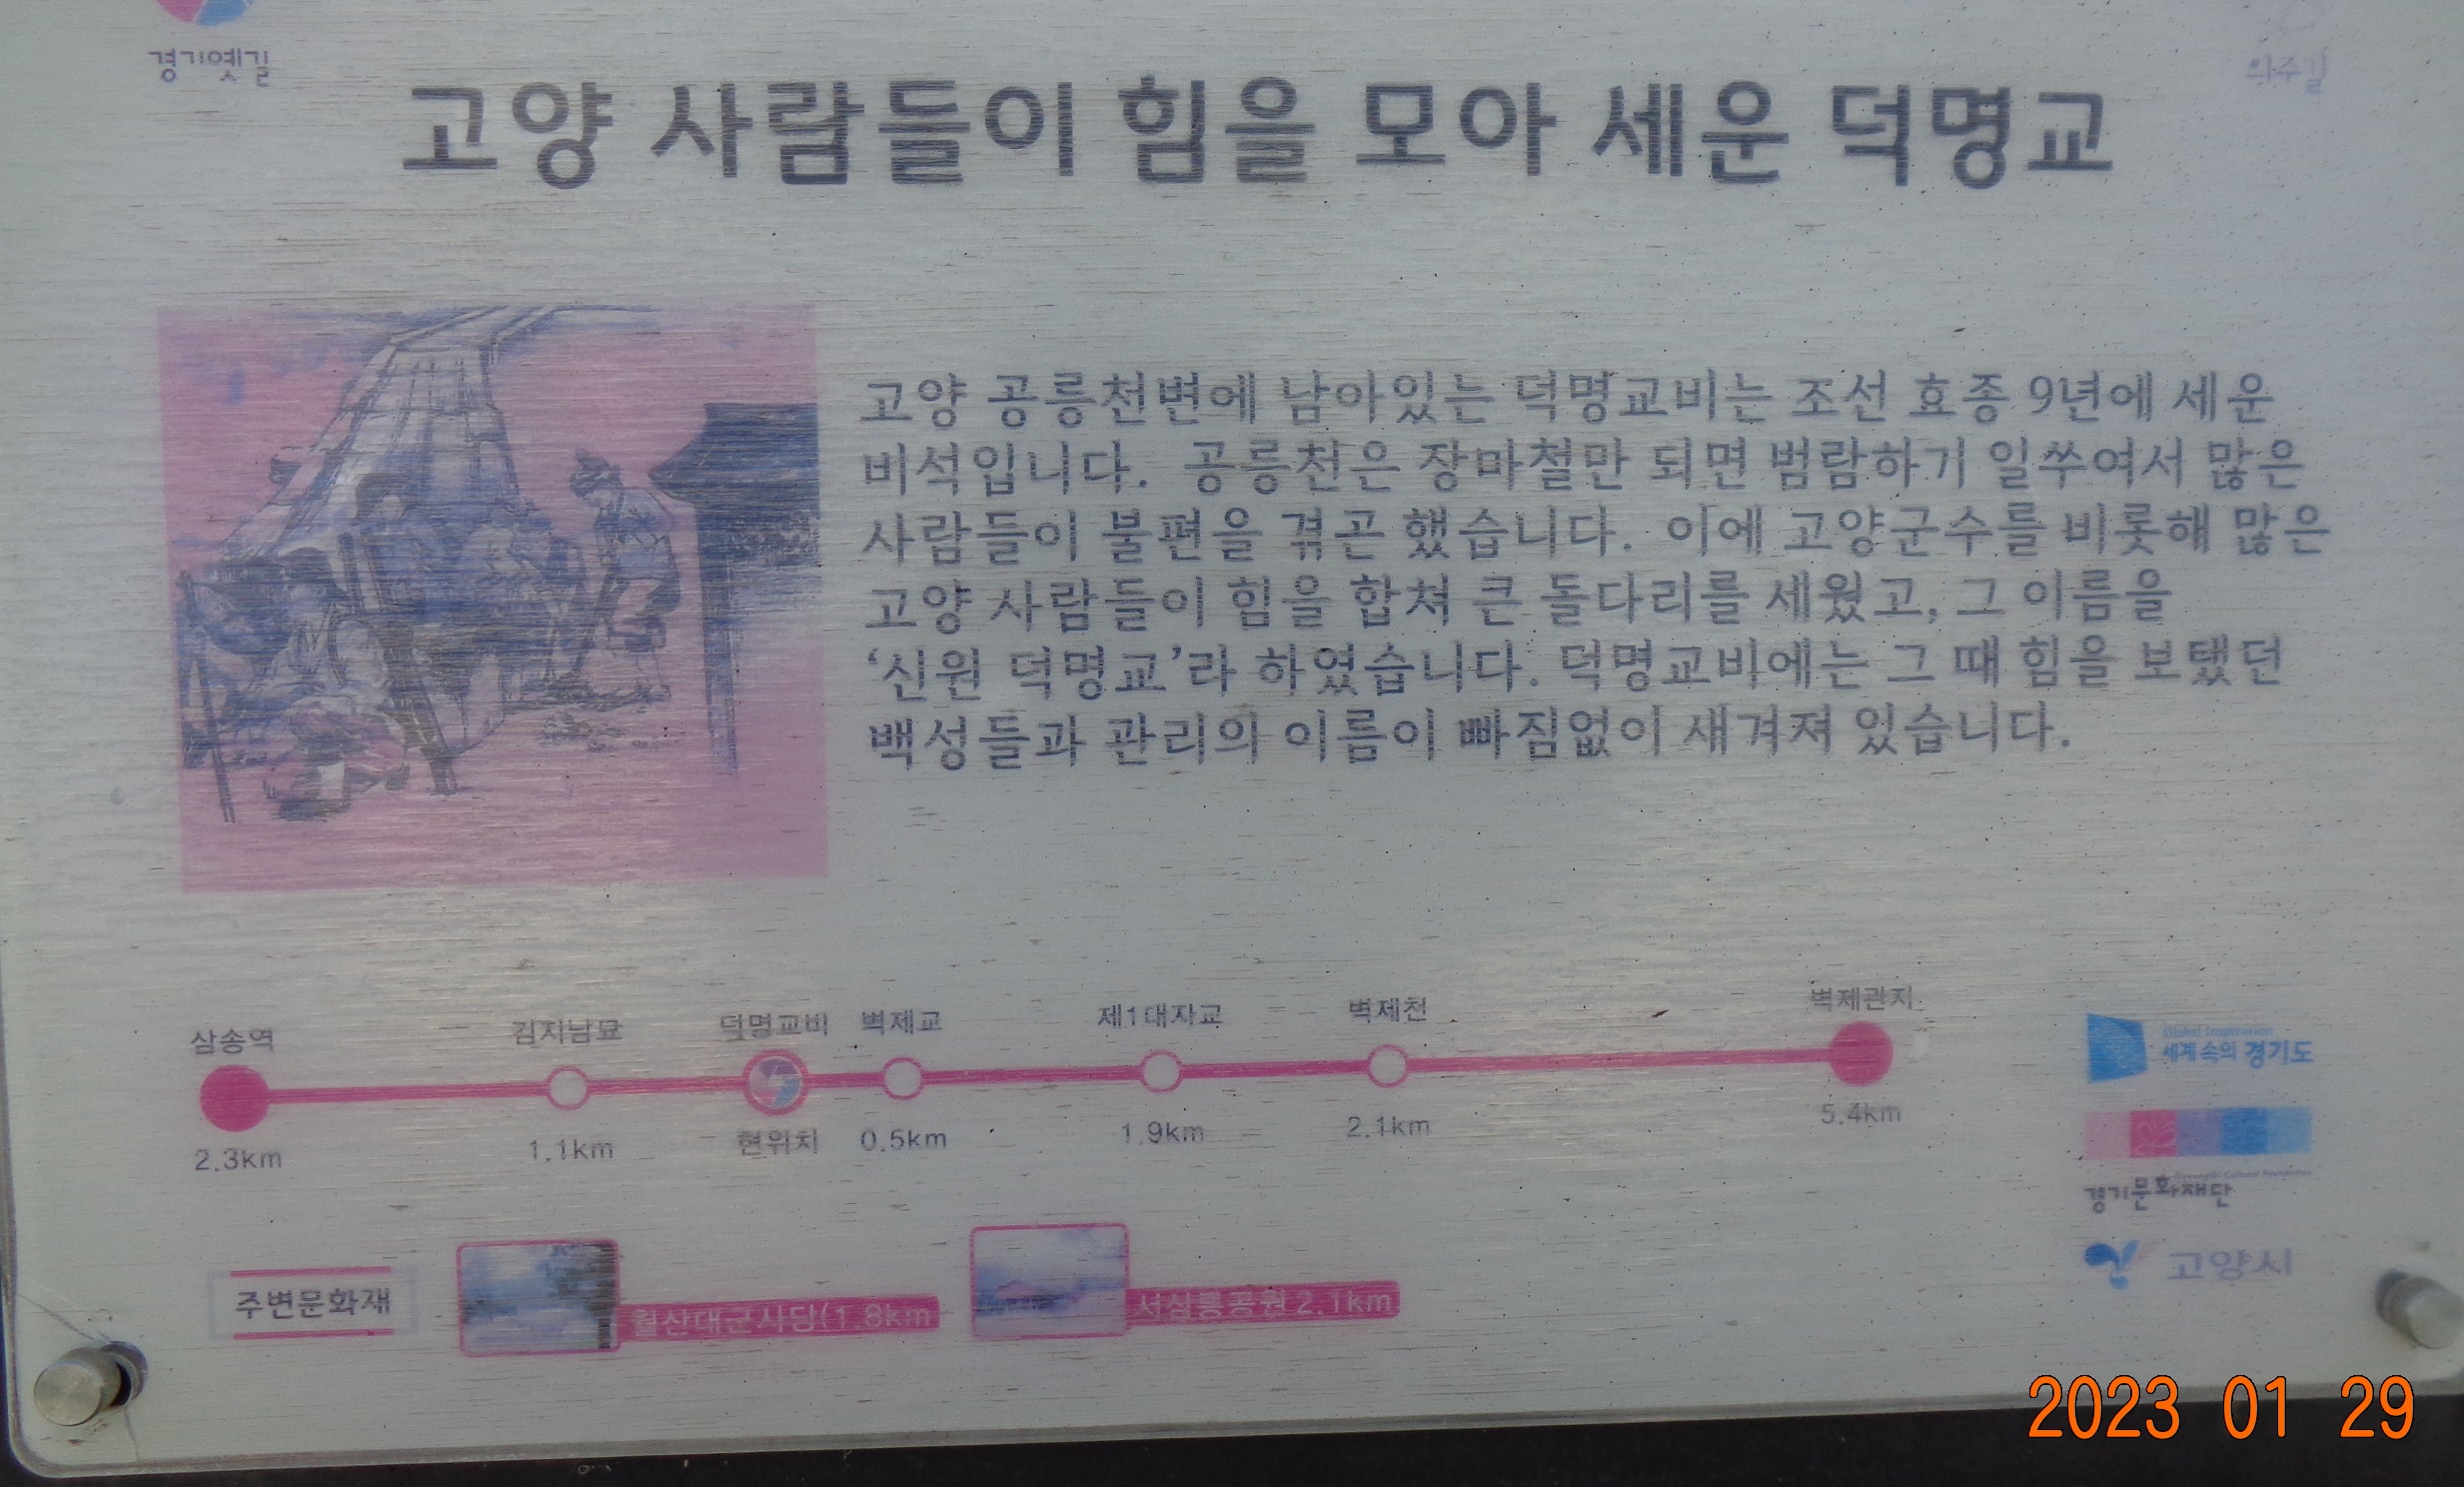 경기옛길
의주길
고양 사람들이 힘을 모아 세운 덕명교
고양 공릉천변에 남아있는 덕명교비는 조선 효종 9년에 세운
비석입니다. 공릉천은 장마철만 되면 범람하기 일쑤여서 많은
사람들이 불편을 겪곤 했습니다. 이에 고양군수를 비롯해 많은
고양 사람들이 힘을 합쳐 큰 돌다리를 세웠고, 그 이름을
‘신원 덕명교’라 하였습니다. 덕명교비에는 그 때 힘을 보탰던
백성들과 관리의 이름이 빠짐없이 새겨져 있습니다.
삼송역 김지남묘 덕명교비 벽제교 제1대자교 벽제천 벽제관지
2.3km 1.1km 현위치 0.5km 1.9km 2.1km 5.4km
Global Inspiration
세계속의 경기도
GyeongGi Cultural Foundation
경기문화재단
고양시
주변문화재
월산대군사당(1.8km
서삼릉공원2.1km
2023 01 29